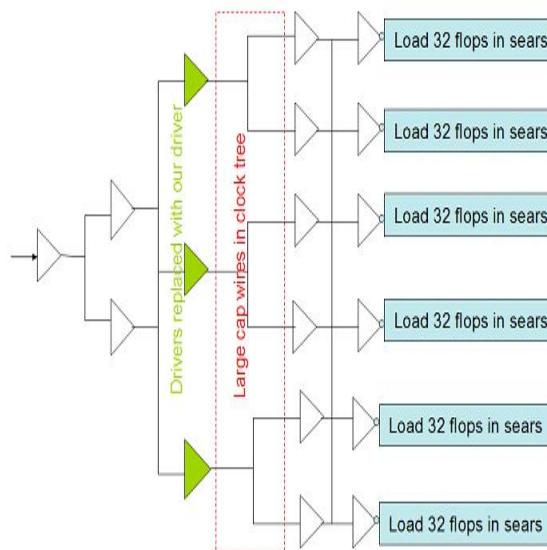 Drivers replaced with our driver
Large cap wires in clock tree
Load 32 flops in sears
Load 32 flops in sears
Load 32 flops in sears
Load 32 flops in sears
Load 32 flops in sears
Load 32 flops in sears